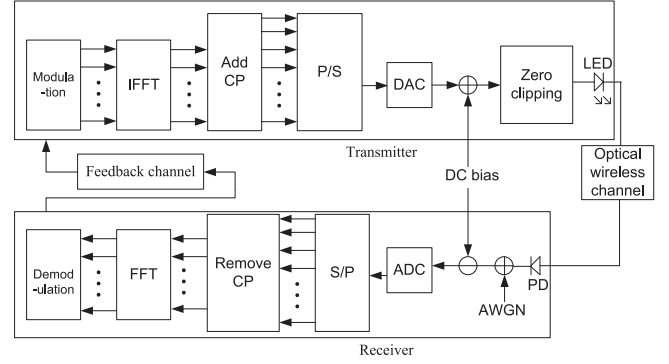 Modula
-tion
IFFT
Add
CP
P/S
DAC
Zero
clipping
LED
Transmitter
Feedback channel
DC bias
Optical
wireless
channel
Demod
-ulation
FFT
Remove
CP
S/P
ADC
AWGN
PD
Receiver